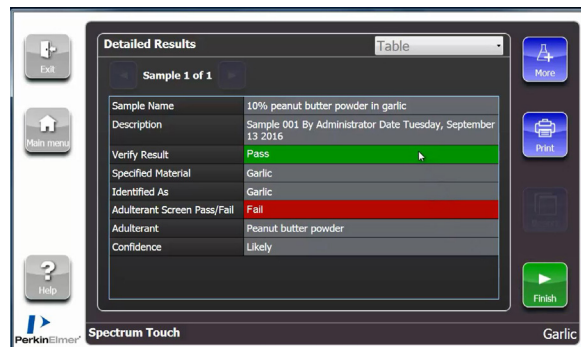 Detailed Results
Table
Exit
Sample 1 of 1
More
Sample Name 10% peanut butter powder in garlic
Description Sample 001 By Administrator Date Tuesday, September
13 2016
Main menu
Print
Verify Result Pass
Specified Material Garlic
Identified As Garlic
Adulterant Screen Pass/Fail Fail
Adulterant Peanut butter powder
Confidence Likely
?
Help
Finish
PerkinElmer
Spectrum Touch
Garlic